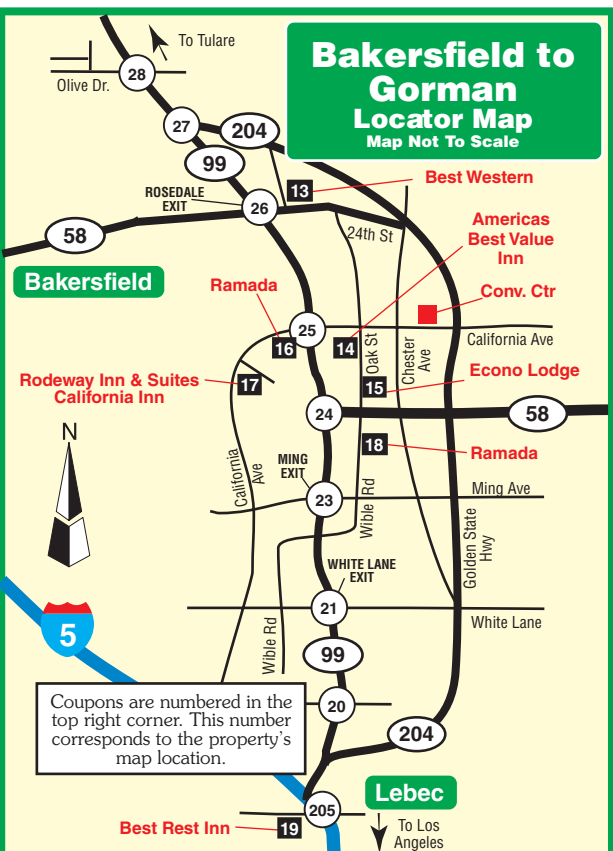 To Tulare
Bakersfield to
Gorman
Locator Map
Map Not To Scale
28
Olive Dr.
27
204
99
ROSEDALE
EXIT
13
Best Western
26
58
24th St
Americas
Best Value
Inn
Bakersfield
Ramada
Conv. Ctr
25
16
14
Oak St
Chester
Ave
California Ave
Rodeway Inn & Suites
California Inn
17
15
Econo Lodge
24
58
N
18
Ramada
California
Ave
MING
EXIT
23
Wible Rd
Ming Ave
Golden State
Hwy
WHITE LANE
EXIT
5
21
White Lane
Wible Rd
99
Coupons are numbered in the
top right corner. This number
corresponds to the property's
map location.
20
204
Lebec
205
Best Rest Inn
19
To Los
Angeles